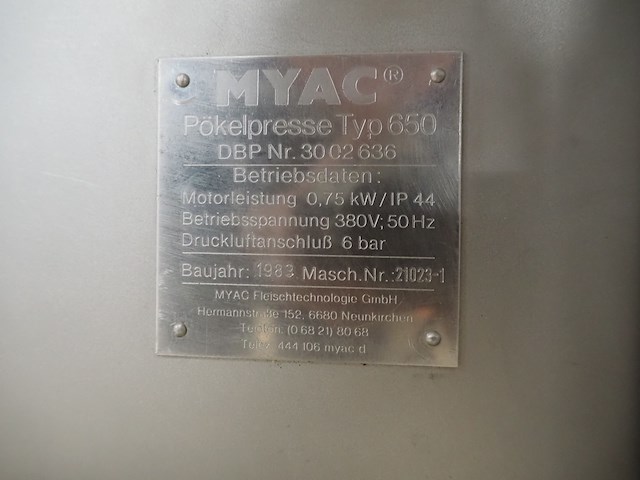 MYAC®
Pökelpresse Typ 650
DBP Nr. 30 02 636
Betriebsdaten:
Motorleistung 0,75 kW/IP 44
Betriebsspannung 380V; 50 Hz
Druckluftanschluß 6 bar
Baujahr: 1983 Masch.Nr.: 21023-1
MYAC Fleischtechnologie GmbH
Hermannstraße 152, 6680 Neunkirchen
Telefon: (0 68 21) 80 68
Telex 444 106 myac d